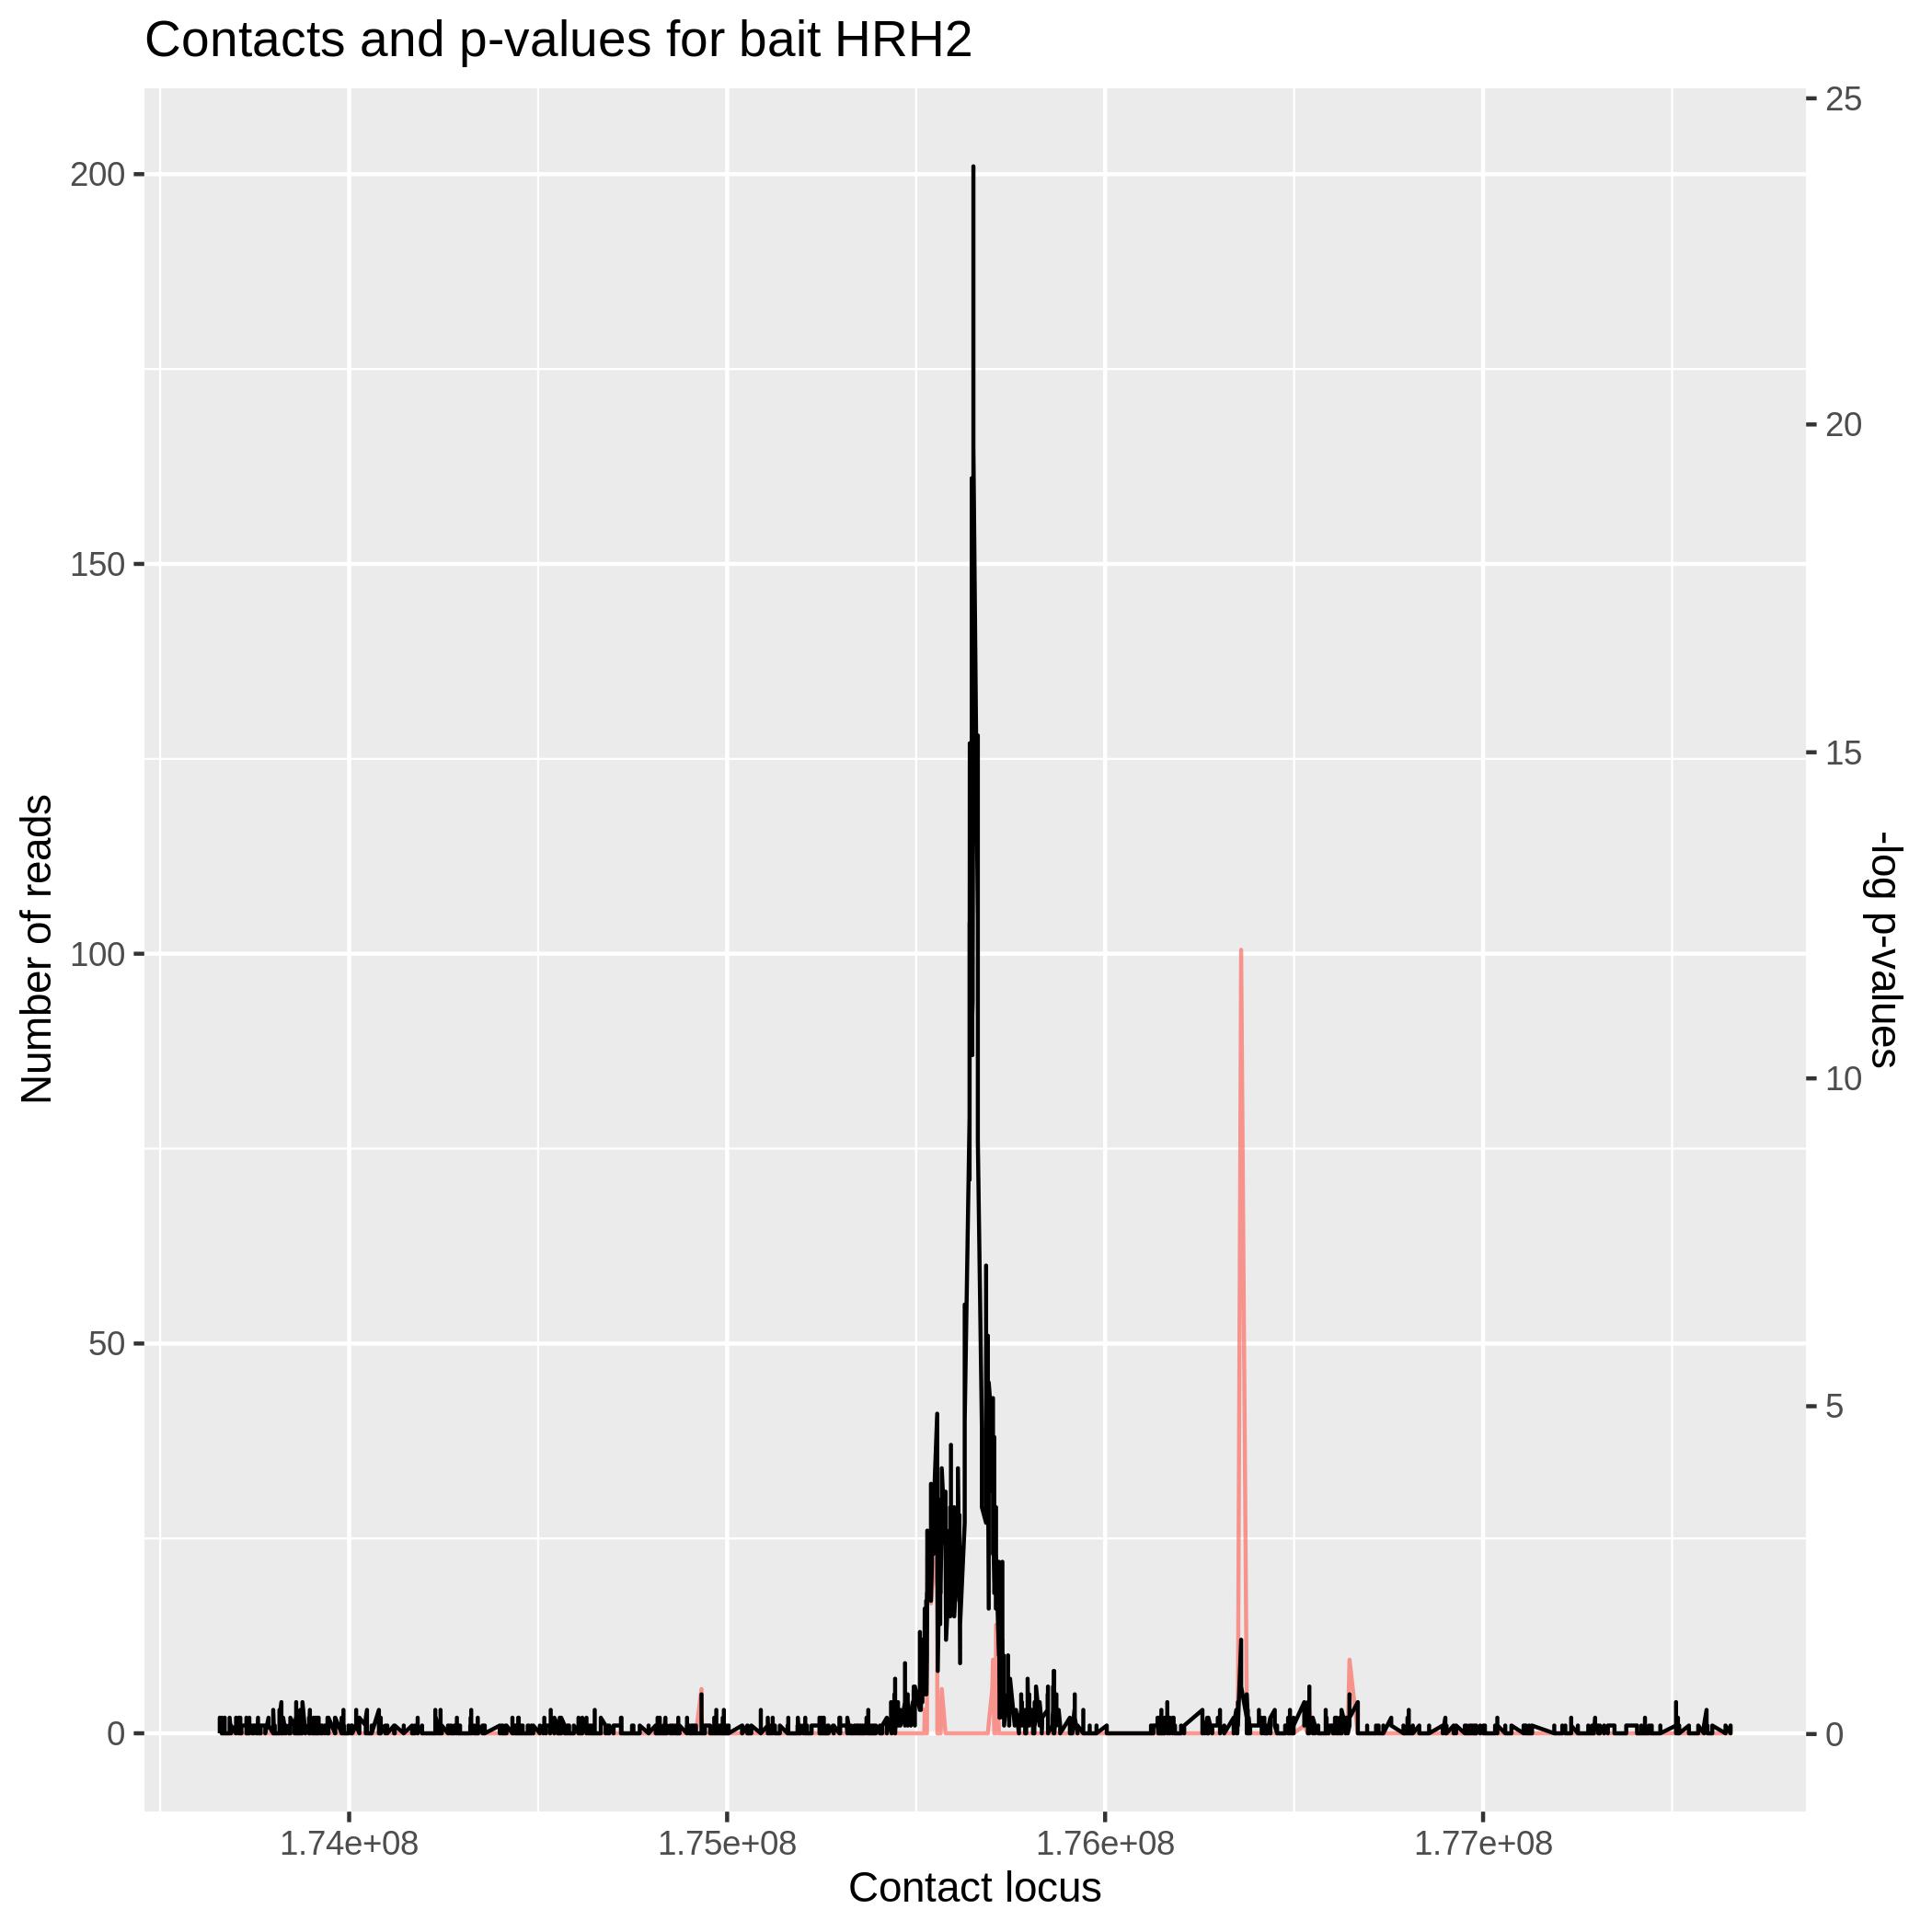 Contacts and p-values for bait HRH2
Number of reads
200
150
100
50
0
25
20
15
10
5
0
-log p-values
1.74e+08 1.75e+08 1.76e+08 1.77e+08
Contact locus